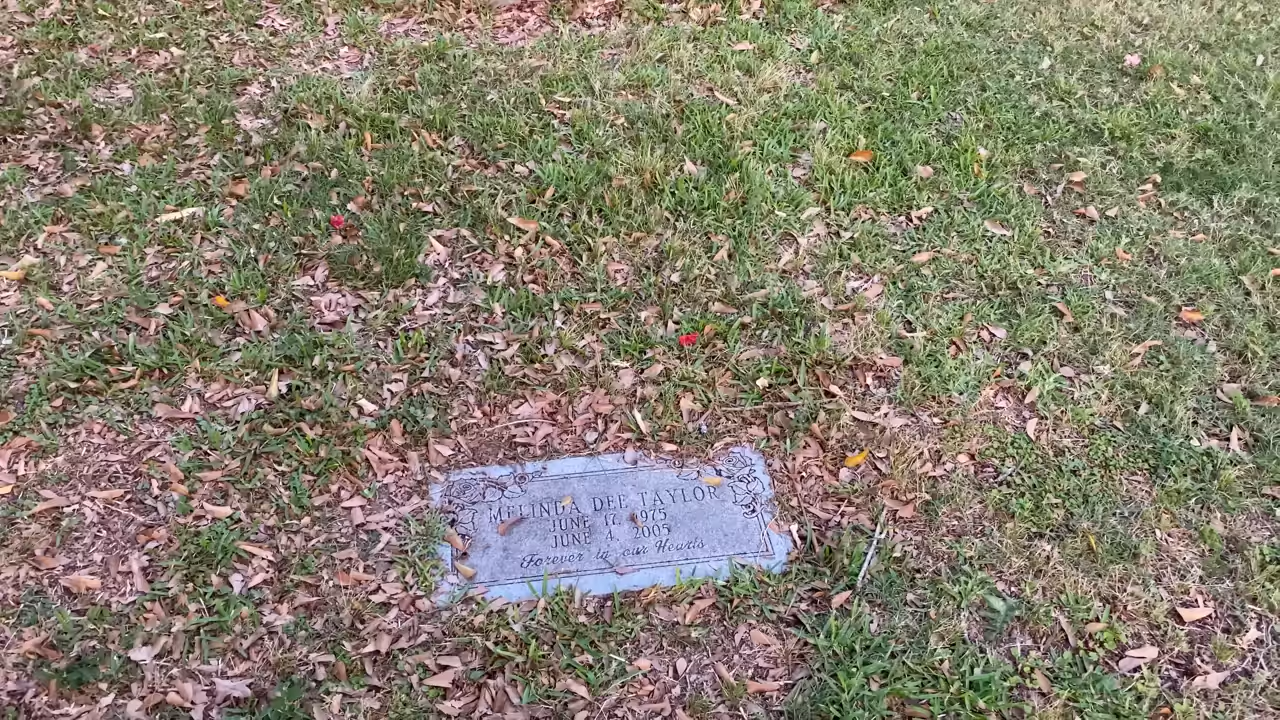 MELINDA DEE TAYLOR
JUNE 17, 1975
JUNE 4, 2005
Forever in our Hearts